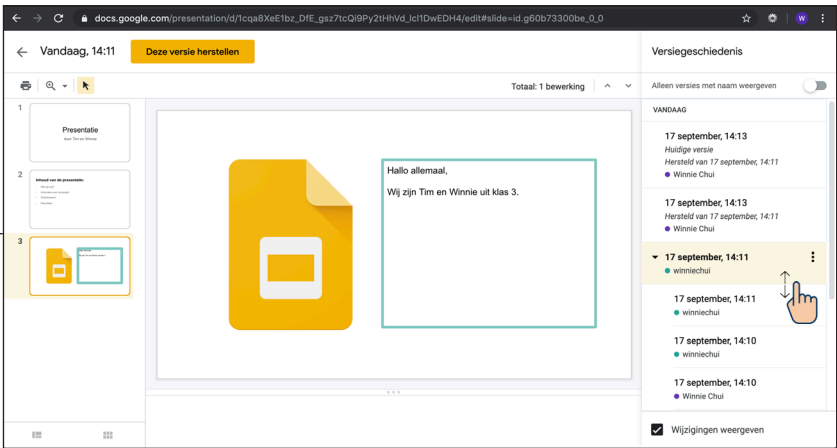 docs.google.com/presentation/d/1cqa8XeE1bz_DfE_gsz7tcQi9Py2tHhVd_lcl1DwEDH4/edit#slide=id.g60b73300be_0_0
W
Vandaag, 14:11
Deze versie herstellen
Versiegeschiedenis
Totaal: 1 bewerking
Alleen versies met naam weergeven
1
Presentatie
door Tim en Winnie
2
Inhoud van de presentatie:
3
Hallo allemaal,
Wij zijn Tim en Winnie uit klas 3.
VANDAAG
17 september, 14:13
Huidige versie
Hersteld van 17 september, 14:11
Winnie Chui
17 september, 14:13
Hersteld van 17 september, 14:11
Winnie Chui
17 september, 14:11
winniechui
17 september, 14:11
winniechui
17 september, 14:10
winniechui
17 september, 14:10
Winnie Chui
Wijzigingen weergeven